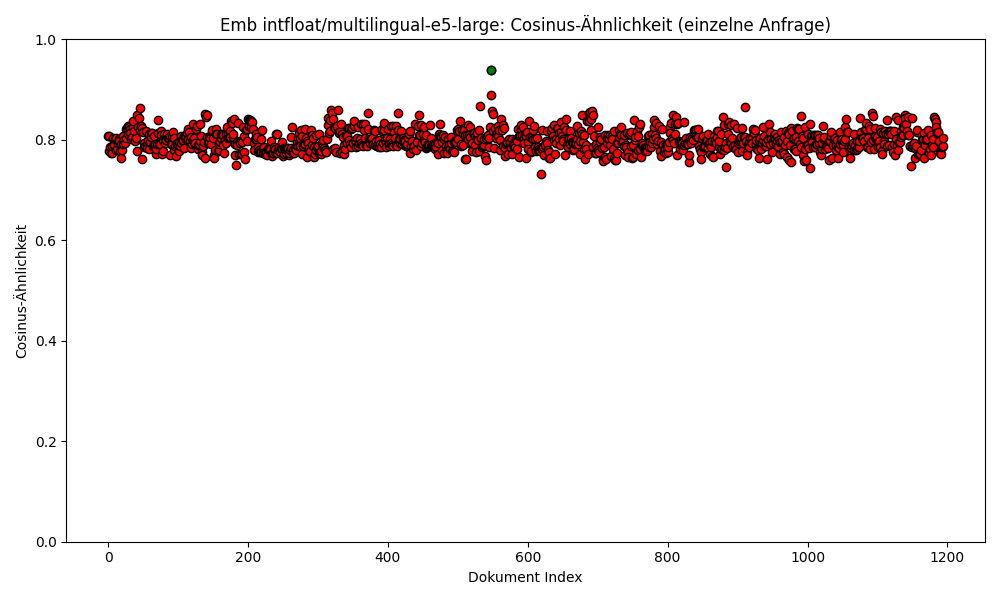 Emb intfloat/multilingual-e5-large: Cosinus-Ähnlichkeit (einzelne Anfrage)
1.0
0.8
0.6
0.4
0.2
0.0
Cosinus-Ähnlichkeit
0 200 400 600 800 1000 1200
Dokument Index